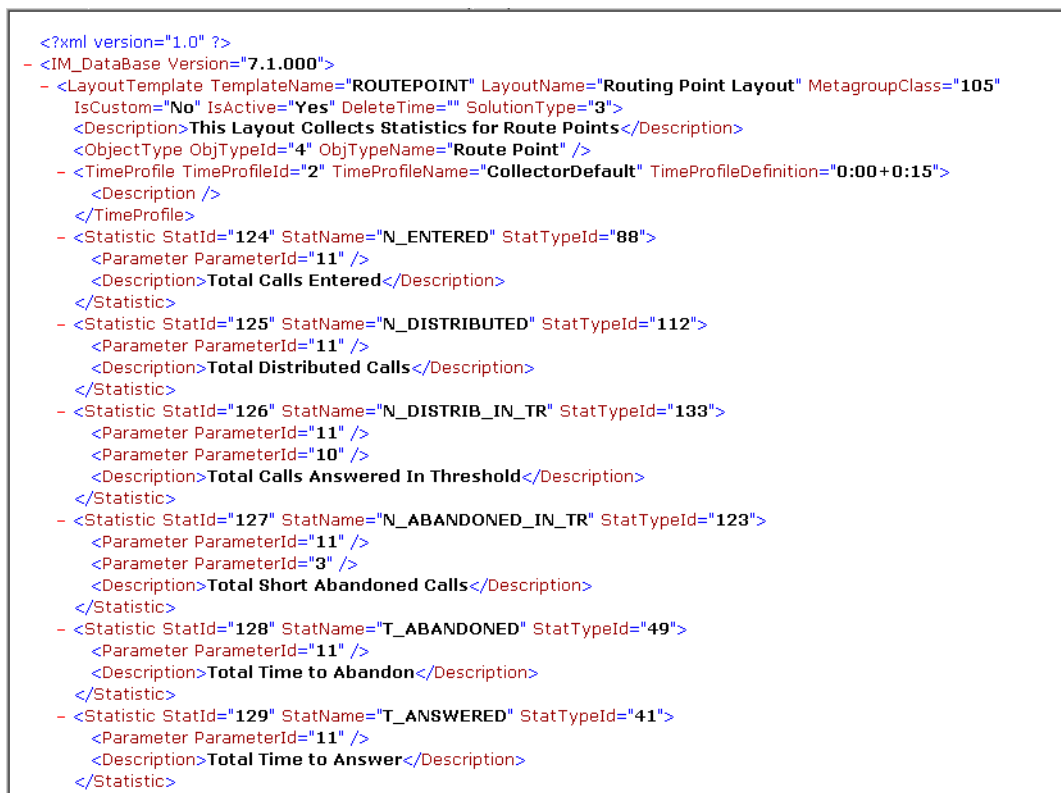 <?xml version="1.0" ?>
- <IM_DataBase Version="7.1.000">
- <LayoutTemplate TemplateName="ROUTEPOINT" LayoutName="Routing Point Layout" MetagroupClass="105"
IsCustom="No" IsActive="Yes" DeleteTime="" SolutionType="3">
<Description>This Layout Collects Statistics for Route Points</Description>
<ObjectType ObjTypeId="4" ObjTypeName="Route Point" />
- <TimeProfile TimeProfileId="2" TimeProfileName="CollectorDefault" TimeProfileDefinition="0:00+0:15">
<Description />
</TimeProfile>
- <Statistic StatId="124" StatName="N_ENTERED" StatTypeId="88">
<Parameter ParameterId="11" />
<Description>Total Calls Entered</Description>
</Statistic>
- <Statistic StatId="125" StatName="N_DISTRIBUTED" StatTypeId="112">
<Parameter ParameterId="11" />
<Description>Total Distributed Calls</Description>
</Statistic>
- <Statistic StatId="126" StatName="N_DISTRIB_IN_TR" StatTypeId="133">
<Parameter ParameterId="11" />
<Parameter ParameterId="10" />
<Description>Total Calls Answered In Threshold</Description>
</Statistic>
- <Statistic StatId="127" StatName="N_ABANDONED_IN_TR" StatTypeId="123">
<Parameter ParameterId="11" />
<Parameter ParameterId="3" />
<Description>Total Short Abandoned Calls</Description>
</Statistic>
- <Statistic StatId="128" StatName="T_ABANDONED" StatTypeId="49">
<Parameter ParameterId="11" />
<Description>Total Time to Abandon</Description>
</Statistic>
- <Statistic StatId="129" StatName="T_ANSWERED" StatTypeId="41">
<Parameter ParameterId="11" />
<Description>Total Time to Answer</Description>
</Statistic>